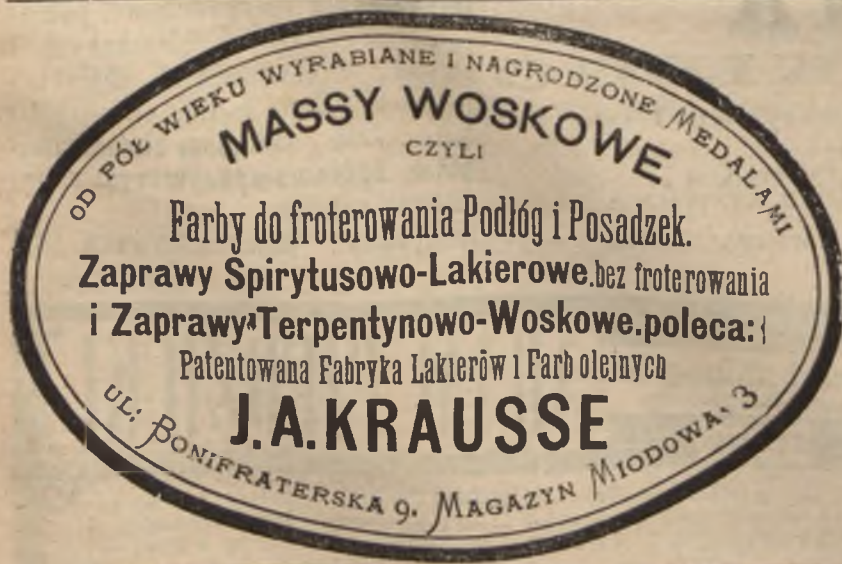 OD PÓŁ WIEKU WYRABIANE I NAGRODZONE MEDALAMI
MASSY WOSKOWE
CZYLI
Farby do froterowania Podłóg i Posadzek.
Zaprawy Spirytusowo-Lakierowe.bez froterowania
i Zaprawy Terpentynowo-Woskowe.poleca:
Patentowana Fabryka Lakierów i Farb olejnych
J.A.KRAUSSE
UL: BONIFRATERSKA 9. MAGAZYN MIODOWA 3